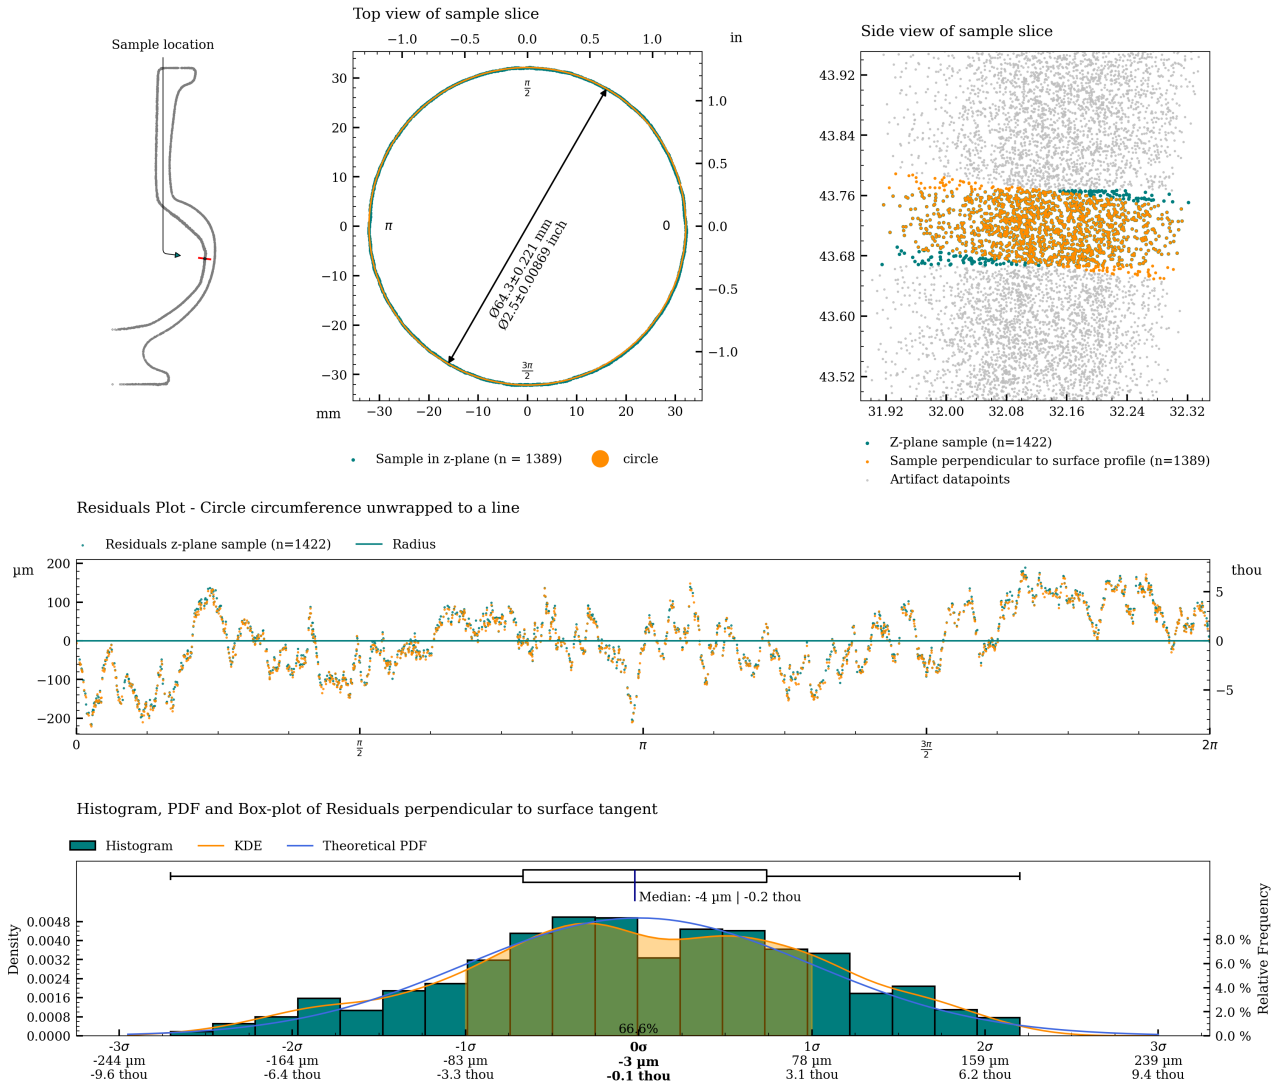 Sample location
Top view of sample slice
−1.0 −0.5 0.0 0.5 1.0 in
30
20
10
0
−10
−20
−30
1.0
0.5
0.0
−0.5
−1.0
π/2
π
0
3π/2
Ø64.3±0.221 mm
Ø2.5±0.00869 inch
mm −30 −20 −10 0 10 20 30
Sample in z-plane (n = 1389)
circle
Side view of sample slice
43.92
43.84
43.76
43.68
43.60
43.52
31.92 32.00 32.08 32.16 32.24 32.32
Z-plane sample (n=1422)
Sample perpendicular to surface profile (n=1389)
Artifact datapoints
Residuals Plot - Circle circumference unwrapped to a line
Residuals z-plane sample (n=1422)
Radius
µm
200
100
0
−100
−200
thou
5
0
−5
0 π/2 π 3π/2 2π
Histogram, PDF and Box-plot of Residuals perpendicular to surface tangent
Histogram
KDE
Theoretical PDF
Median: -4 µm | -0.2 thou
Density
0.0048
0.0040
0.0032
0.0024
0.0016
0.0008
0.0000
Relative Frequency
8.0 %
6.0 %
4.0 %
2.0 %
0.0 %
66.6%
-3σ -2σ -1σ 0σ 1σ 2σ 3σ
-244 µm -164 µm -83 µm -3 µm 78 µm 159 µm 239 µm
-9.6 thou -6.4 thou -3.3 thou -0.1 thou 3.1 thou 6.2 thou 9.4 thou